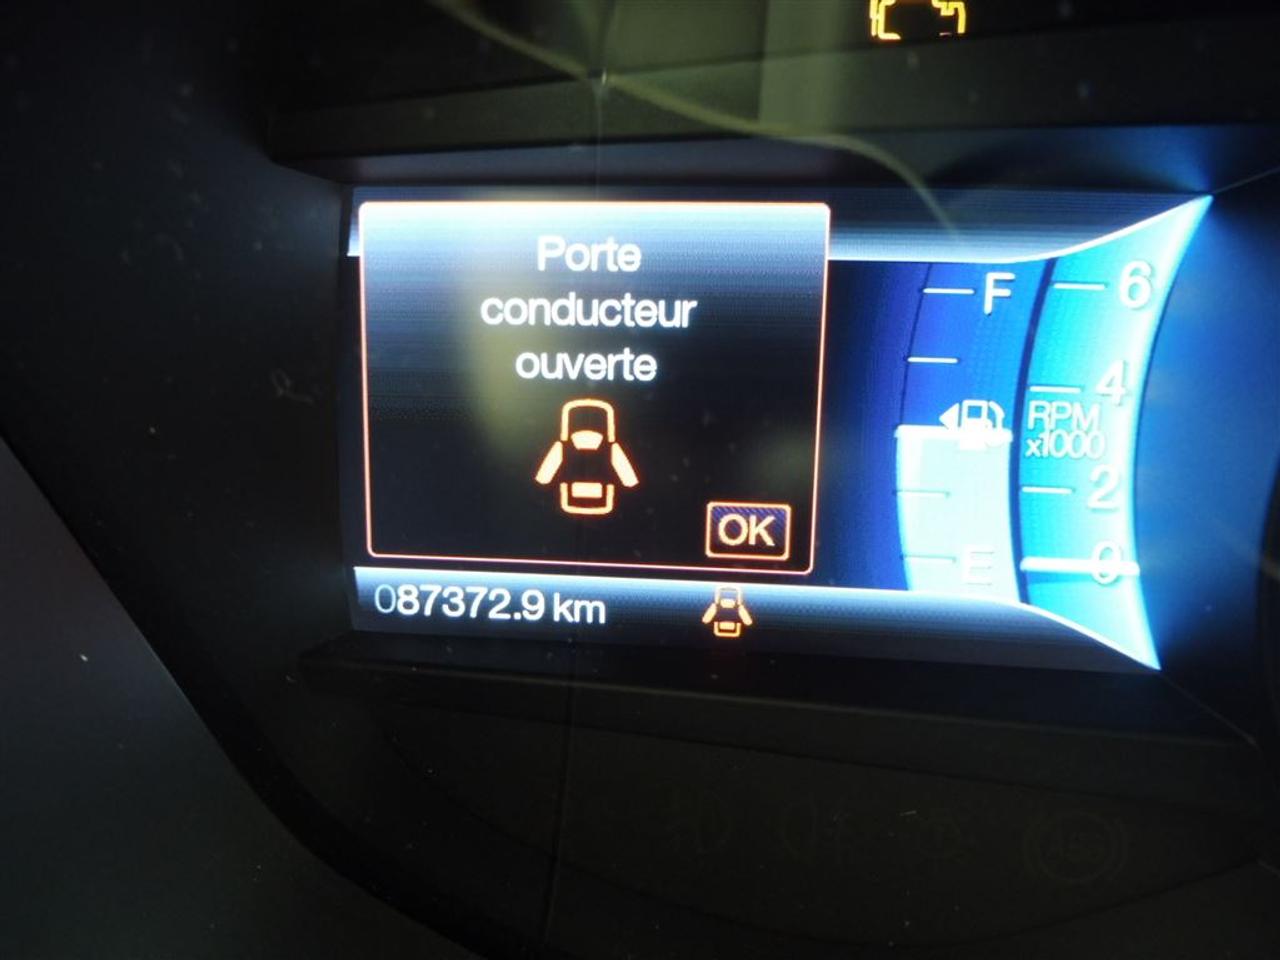 Porte
conducteur
ouverte
OK
087372.9 km
F
E
6
4
RPM
x1000
2
0